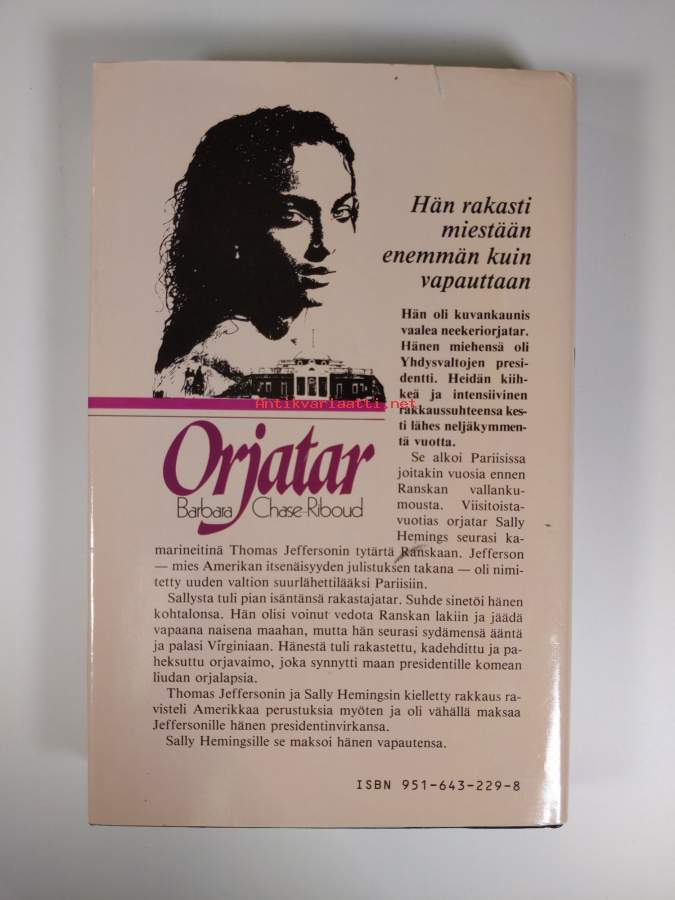 Hän rakasti
miestään
enemmän kuin
vapauttaan
Hän oli kuvankaunis
vaalea neekeriorjatar.
Hänen miehensä oli
Yhdysvaltojen presi-
dentti. Heidän kiih-
keä ja intensiivinen
rakkaussuhteensa kes-
ti lähes neljäkymmen-
tä vuotta.
Antikvariaatti.net
Orjatar
Barbara Chase-Riboud
Se alkoi Pariisissa
joitakin vuosia ennen
Ranskan vallanku-
mousta. Viisitoista-
vuotias orjatar Sally
Hemings seurasi ka-
marineitinä Thomas Jeffersonin tytärtä Ranskaan. Jefferson
— mies Amerikan itsenäisyyden julistuksen takana — oli nimi-
tetty uuden valtion suurlähettilääksi Pariisiin.
Sallysta tuli pian isäntänsä rakastajatar. Suhde sinetöi hänen
kohtalonsa. Hän olisi voinut vedota Ranskan lakiin ja jäädä
vapaana naisena maahan, mutta hän seurasi sydämensä ääntä
ja palasi Virginiaan. Hänestä tuli rakastettu, kadehdittu ja pa-
heksuttu orjavaimo, joka synnytti maan presidentille komean
liudan orjalapsia.
Thomas Jeffersonin ja Sally Hemingsin kielletty rakkaus ra-
visteli Amerikkaa perustuksia myöten ja oli vähällä maksaa
Jeffersonille hänen presidentinvirkansa.
Sally Hemingsille se maksoi hänen vapautensa.
ISBN 951-643-229-8